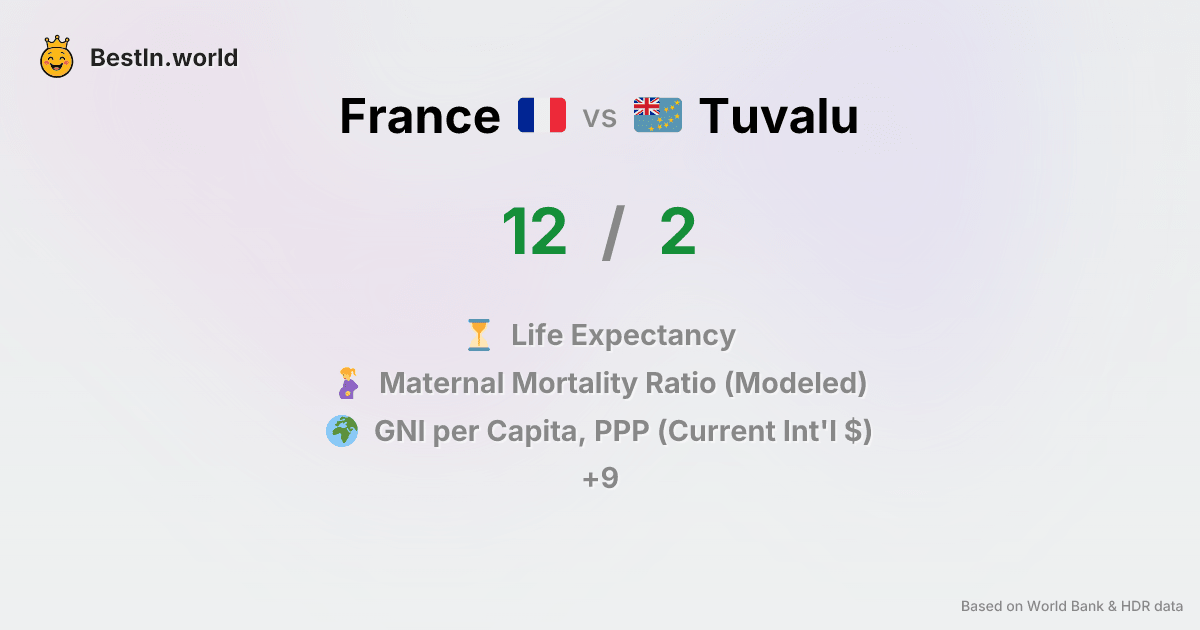 BestIn.world
France vs Tuvalu
12 / 2
Life Expectancy
Maternal Mortality Ratio (Modeled)
GNI per Capita, PPP (Current Int'l $)
+9
Based on World Bank & HDR data